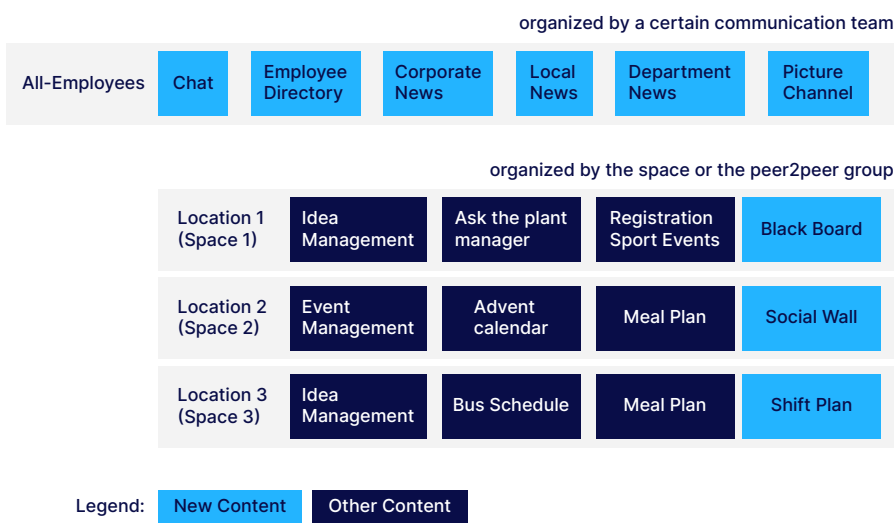 organized by a certain communication team
All-Employees
Chat
Employee
Directory
Corporate
News
Local
News
Department
News
Picture
Channel
organized by the space or the peer2peer group
Location 1
(Space 1)
Idea
Management
Ask the plant
manager
Registration
Sport Events
Black Board
Location 2
(Space 2)
Event
Management
Advent
calendar
Meal Plan
Social Wall
Location 3
(Space 3)
Idea
Management
Bus Schedule
Meal Plan
Shift Plan
Legend:
New Content
Other Content